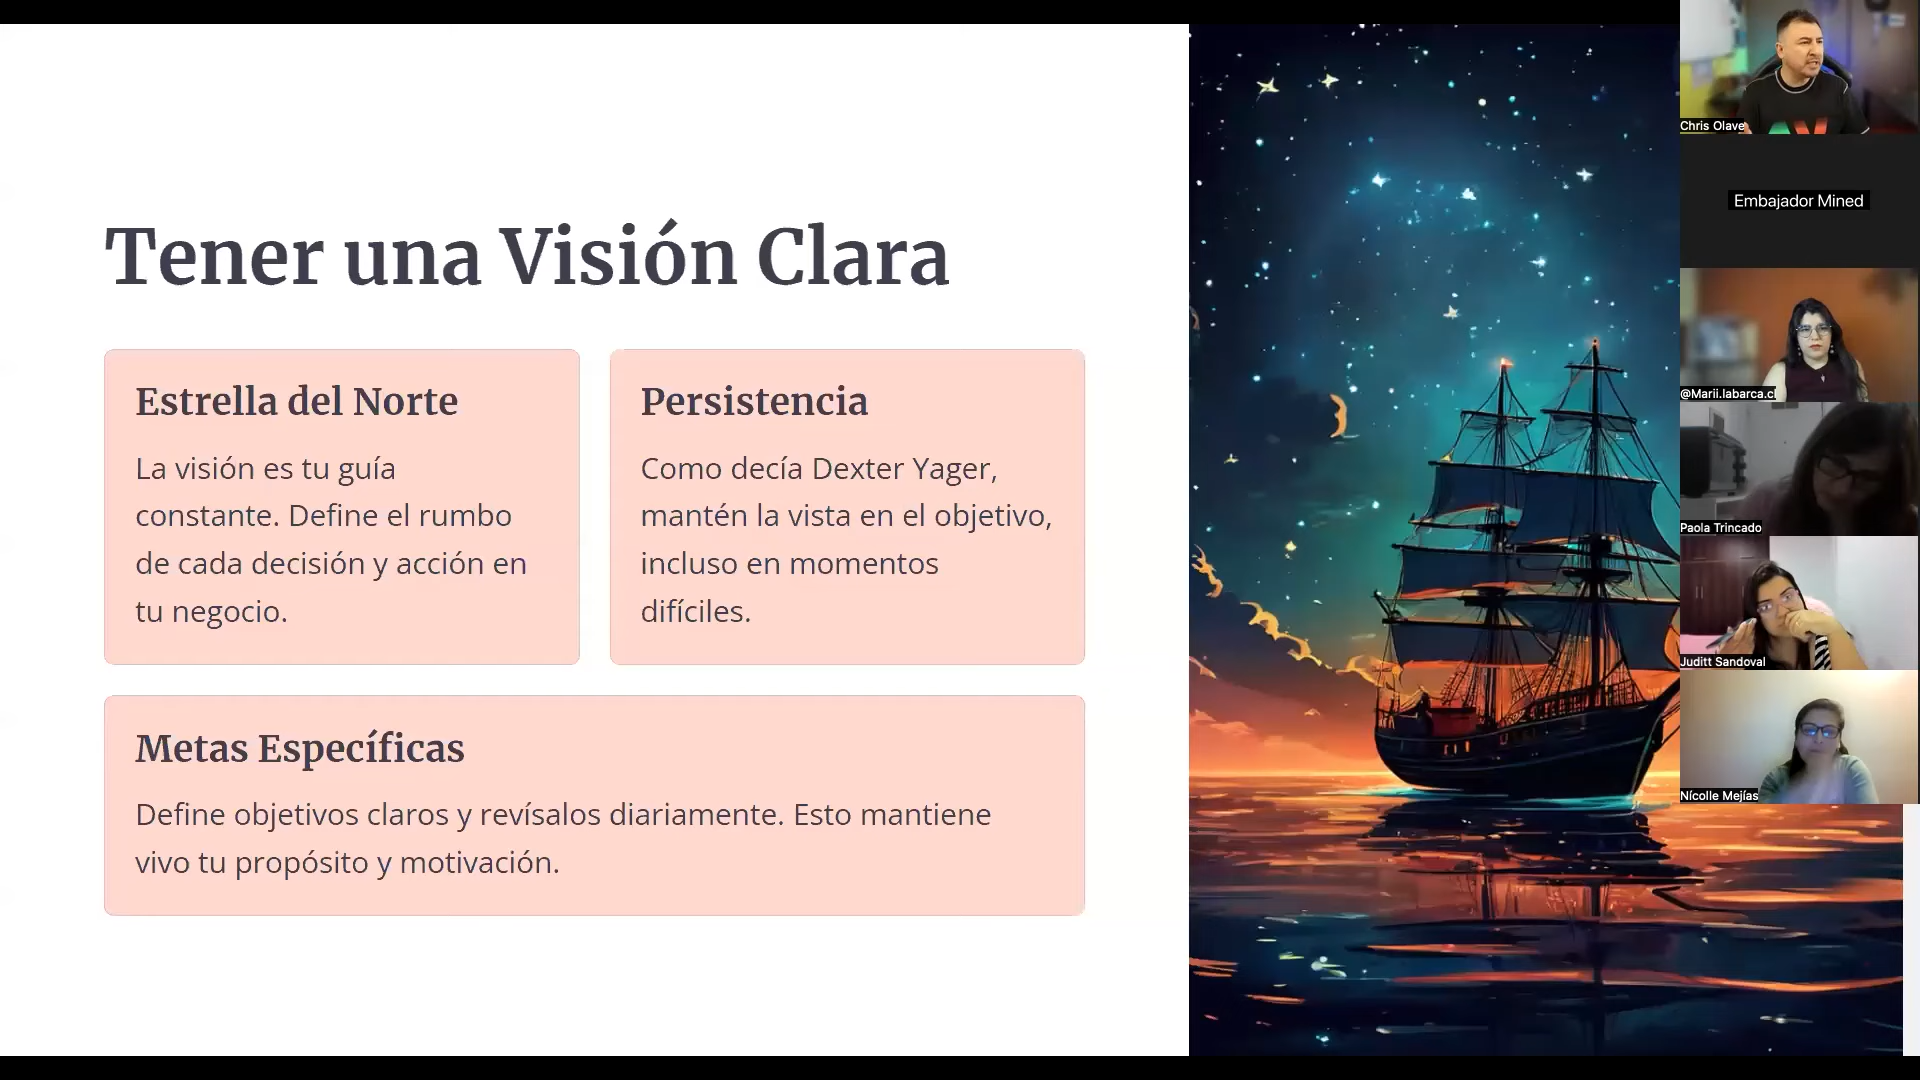 Tener una Visión Clara
Estrella del Norte
La visión es tu guía
constante. Define el rumbo
de cada decisión y acción en
tu negocio.
Persistencia
Como decía Dexter Yager,
mantén la vista en el objetivo,
incluso en momentos
difíciles.
Metas Específicas
Define objetivos claros y revísalos diariamente. Esto mantiene
vivo tu propósito y motivación.
Chris Olave
Embajador Mined
@Marii.labarca.cl
Paola Trincado
Juditt Sandoval
Nícolle Mejías